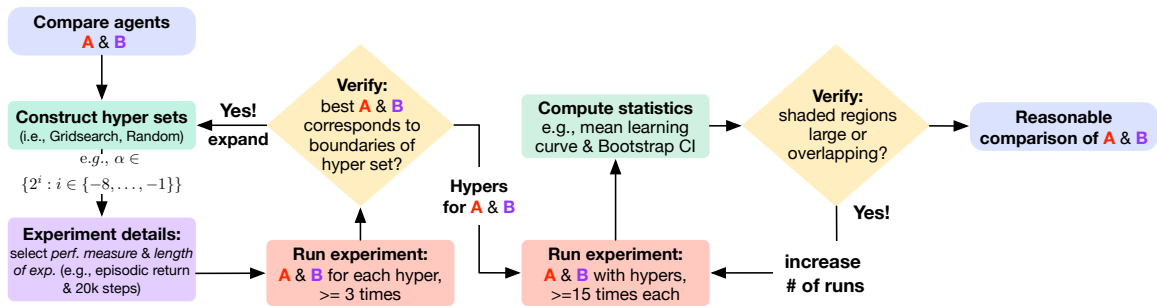 Compare agents
A & B
Construct hyper sets
(i.e., Gridsearch, Random)
e.g., α ∈
{2^i : i ∈ {−8, . . . , −1}}
Experiment details:
select perf. measure & length
of exp. (e.g., episodic return
& 20k steps)
Yes!
expand
Verify:
best A & B
corresponds to
boundaries of
hyper set?
Run experiment:
A & B for each hyper,
>= 3 times
Hypers
for A & B
Compute statistics
e.g., mean learning
curve & Bootstrap CI
Run experiment:
A & B with hypers,
>=15 times each
Verify:
shaded regions
large or
overlapping?
Yes!
increase
# of runs
Reasonable
comparison of A & B